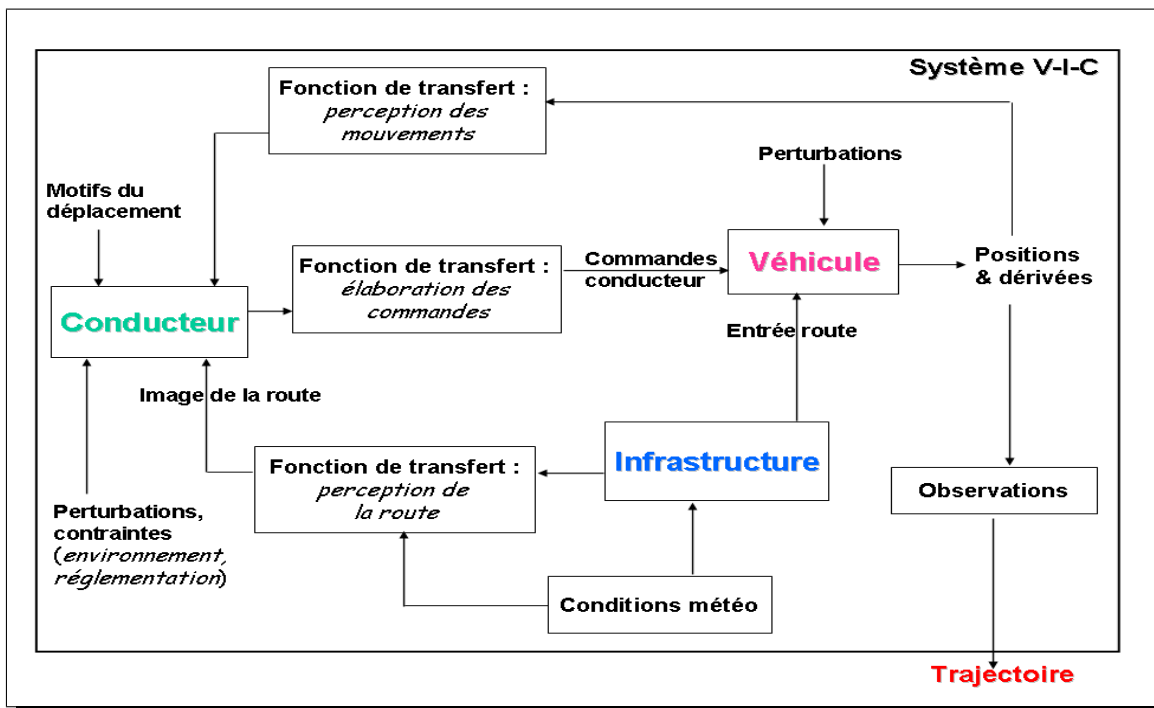 Système V-I-C
Fonction de transfert :
perception des
mouvements
Perturbations
Motifs du
déplacement
Fonction de transfert :
élaboration des
commandes
Commandes
conducteur
Véhicule
Positions
& dérivées
Conducteur
Entrée route
Image de la route
Fonction de transfert :
perception de
la route
Infrastructure
Observations
Perturbations,
contraintes
(environnement,
réglementation)
Conditions météo
Trajectoire